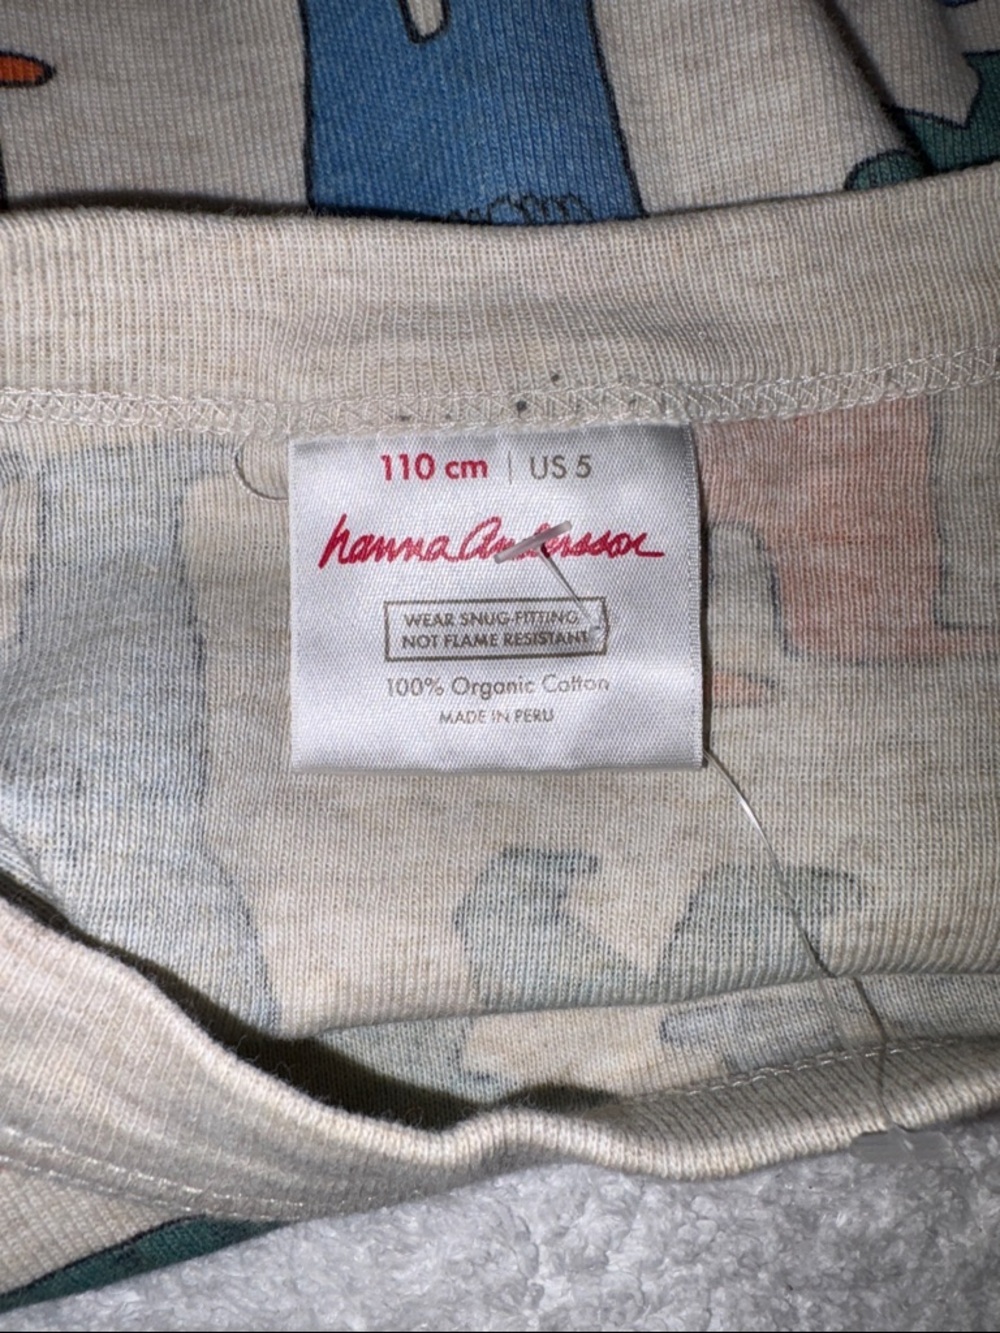 110 cm | US 5
hanna Andersson
WEAR SNUG-FITTING
NOT FLAME RESISTANT
100% Organic Cotton
MADE IN PERU